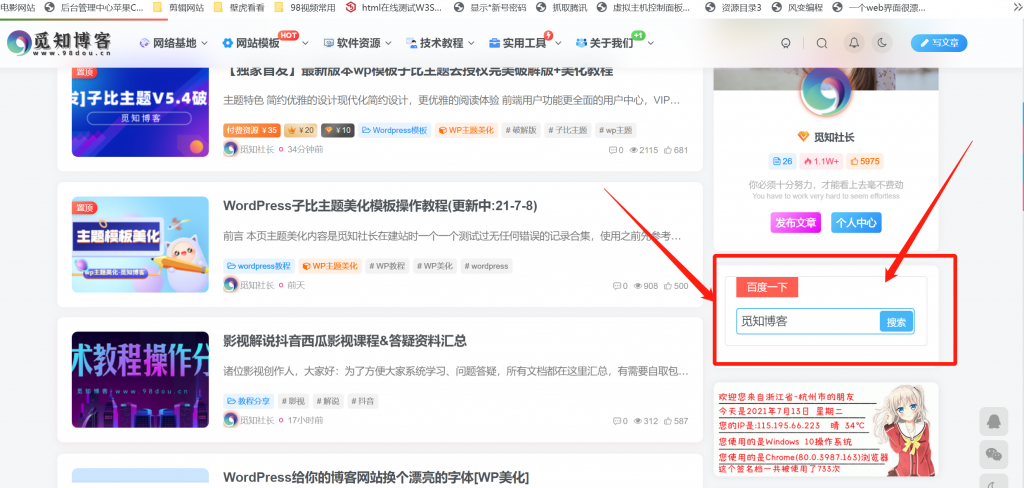 电影网站
后台管理中心苹果C...
剪辑网站
壁虎看看
98视频常用
html在线测试W3S...
显示*新号密码
抓取腾讯
虚拟主机控制面板...
资源目录3
风变编程
一个web界面很漂...
觅知博客
www.98dou.cn
网络基地
网站模板
HOT
软件资源
技术教程
实用工具
关于我们
+1
写文章
置顶
发]子比主题V5.4破
觅知博客
【独家首发】最新版本wp模板子比主题去授权完美破解版+美化教程
主题特色 简约优雅的设计现代化简约设计，更优雅的阅读体验 前端用户功能更全面的用户中心，VIP...
付费资源 ¥ 35
¥ 20
¥ 10
Wordpress模板
WP主题美化
# 破解版
# 子比主题
# wp主题
觅知社长
34分钟前
0
2115
681
置顶
主题模板美化
wp主题美化-觅知博客
WordPress子比主题美化模板操作教程(更新中:21-7-8)
前言 本页主题美化内容是觅知社长在建站时一个一个测试过无任何错误的记录合集，使用之前先参考...
wordpress教程
WP主题美化
# WP教程
# WP美化
# wordpress
觅知社长
前天
0
908
500
术教程操作分
觅知博客·www.98dou.cn
影视解说抖音西瓜影视课程&答疑资料汇总
诸位影视创作人，大家好：为了方便大家系统学习、问题答疑，所有文档都在这里汇总，有需要自取包...
教程分享
# 影视
# 解说
# 抖音
觅知社长
17小时前
0
312
587
WordPress给你的博客网站换个漂亮的字体[WP美化]
觅知社长
26
1.1W+
5975
你必须十分努力，才能看上去毫不费劲
You have to work very hard to seem effortless
发布文章
个人中心
百度一下
觅知博客
搜索
欢迎您来自浙江省-杭州市的朋友
今天是2021年7月13日 星期二
您的IP是:115.195.66.223 晴 34℃
您使用的是Windows 10操作系统
您使用的是Chrome(80.0.3987.163)浏览器
这个签名档一共被使用了733次